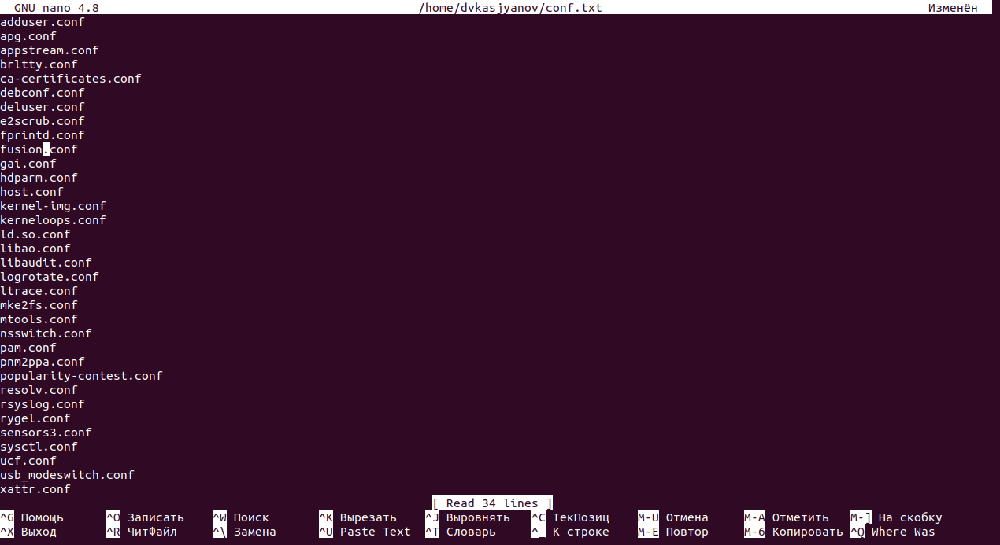 GNU nano 4.8 /home/dvkasjyanov/conf.txt Изменён
adduser.conf
apg.conf
appstream.conf
brltty.conf
ca-certificates.conf
debconf.conf
deluser.conf
e2scrub.conf
fprintd.conf
fusion.conf
gai.conf
hdparm.conf
host.conf
kernel-img.conf
kerneloops.conf
ld.so.conf
libao.conf
libaudit.conf
logrotate.conf
ltrace.conf
mke2fs.conf
mtools.conf
nsswitch.conf
pam.conf
pnm2ppa.conf
popularity-contest.conf
resolv.conf
rsyslog.conf
rygel.conf
sensors3.conf
sysctl.conf
ucf.conf
usb_modeswitch.conf
xattr.conf
[ Read 34 lines ]
^G Помощь ^O Записать ^W Поиск ^K Вырезать ^J Выровнять ^C ТекПозиц M-U Отмена M-A Отметить M-] На скобку
^X Выход ^R ЧитФайл ^\ Замена ^U Paste Text ^T Словарь ^_ К строке M-E Повтор M-6 Копировать ^Q Where Was